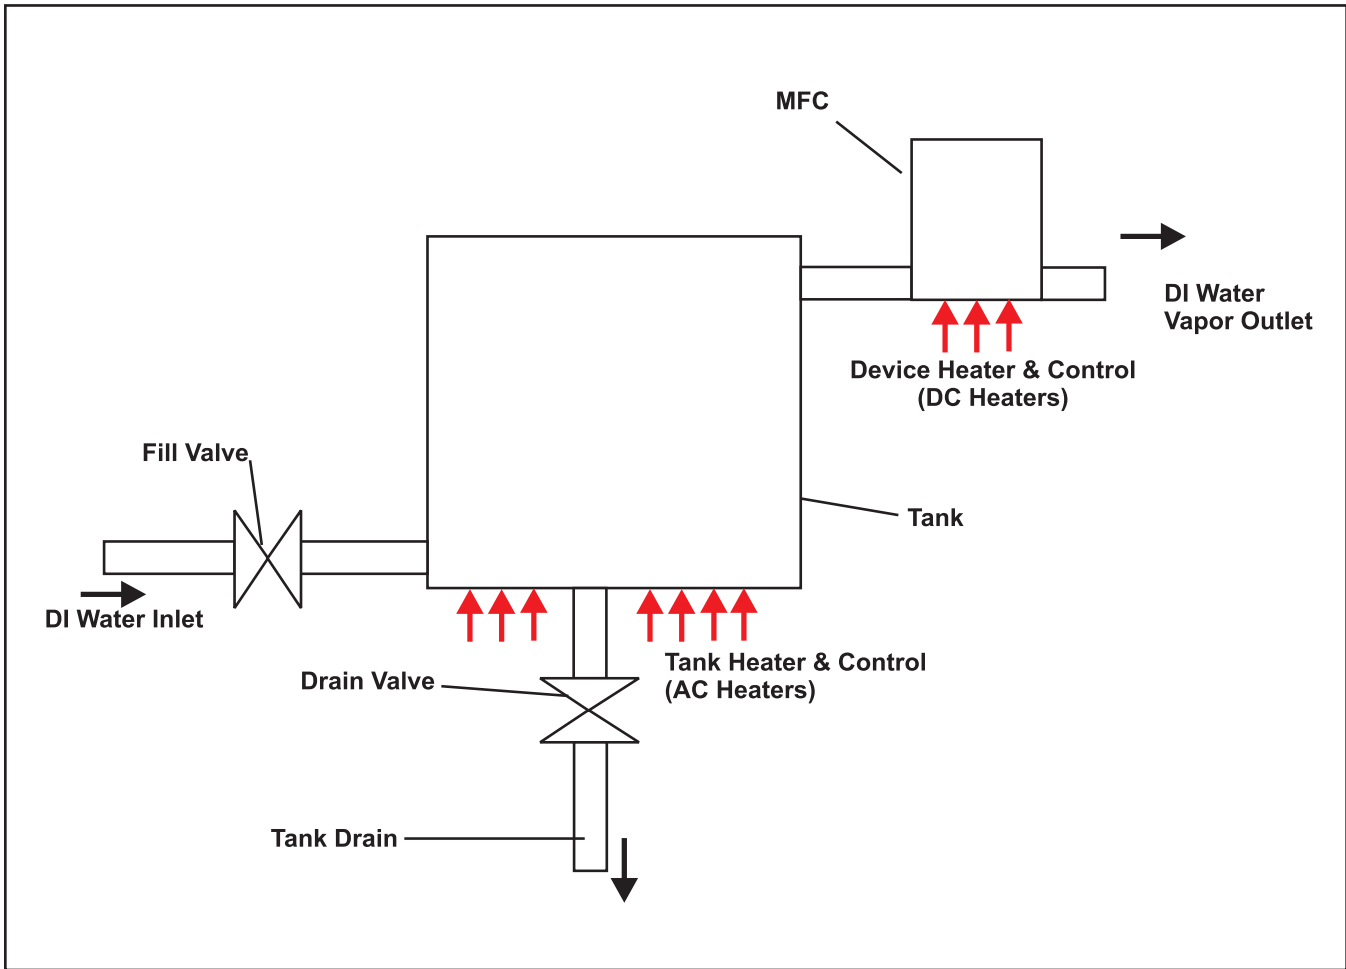 MFC
DI Water
Vapor Outlet
Device Heater & Control
(DC Heaters)
Fill Valve
Tank
DI Water Inlet
Tank Heater & Control
(AC Heaters)
Drain Valve
Tank Drain